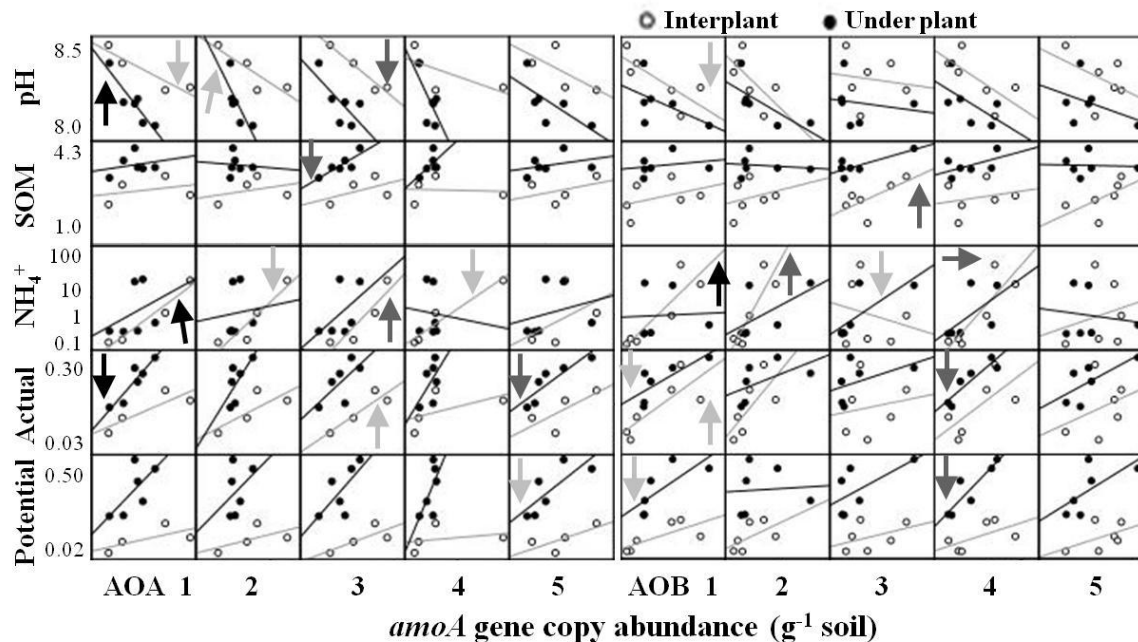 Interplant Under plant
pH 8.5
8.0
SOM 4.3
1.0
NH₄⁺ 100
10
1
0.1
Actual 0.30
0.03
Potential 0.50
0.02
AOA 1 2 3 4 5 AOB 1 2 3 4 5
amoA gene copy abundance (g⁻¹ soil)